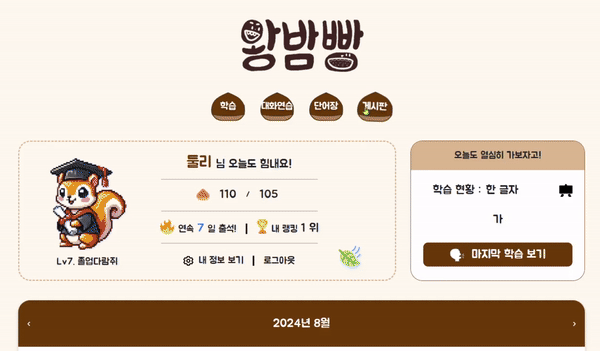 왕밤빵
학습 대화연습 단어장 게시판
둘리 님 오늘도 힘내요!
110 / 105
연속 7 일 출석! | 내 랭킹 1 위
내 정보 보기 | 로그아웃
Lv7. 졸업다람쥐
오늘도 열심히 가보자고!
학습 현황 : 한 글자
가
마지막 학습 보기
‹ 2024년 8월 ›